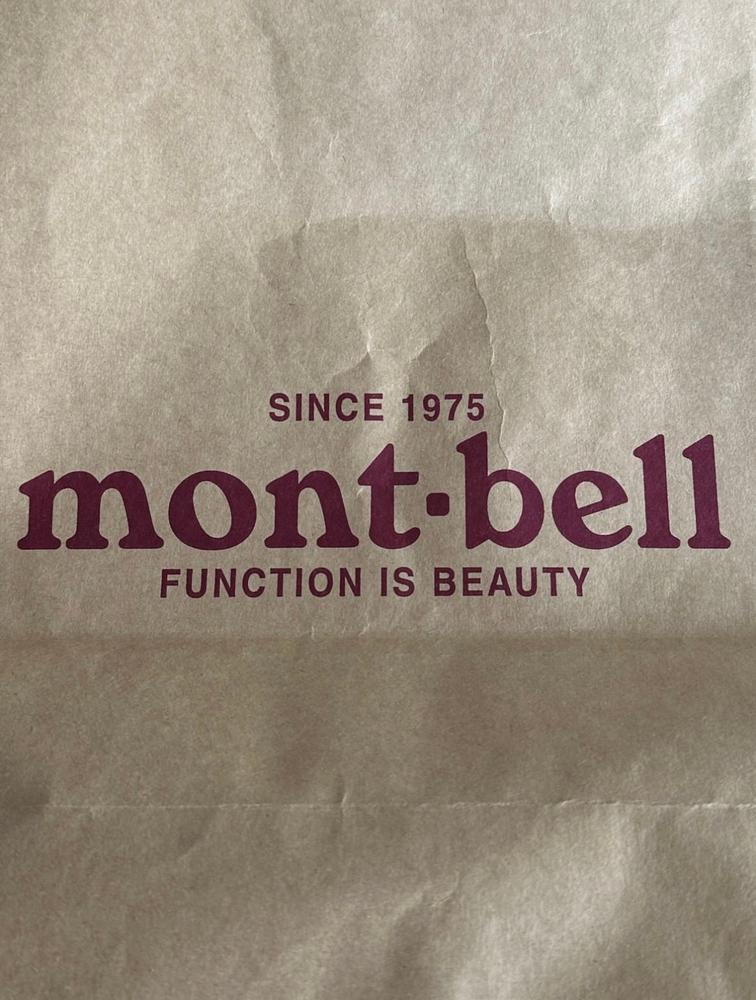 SINCE 1975
mont·bell
FUNCTION IS BEAUTY